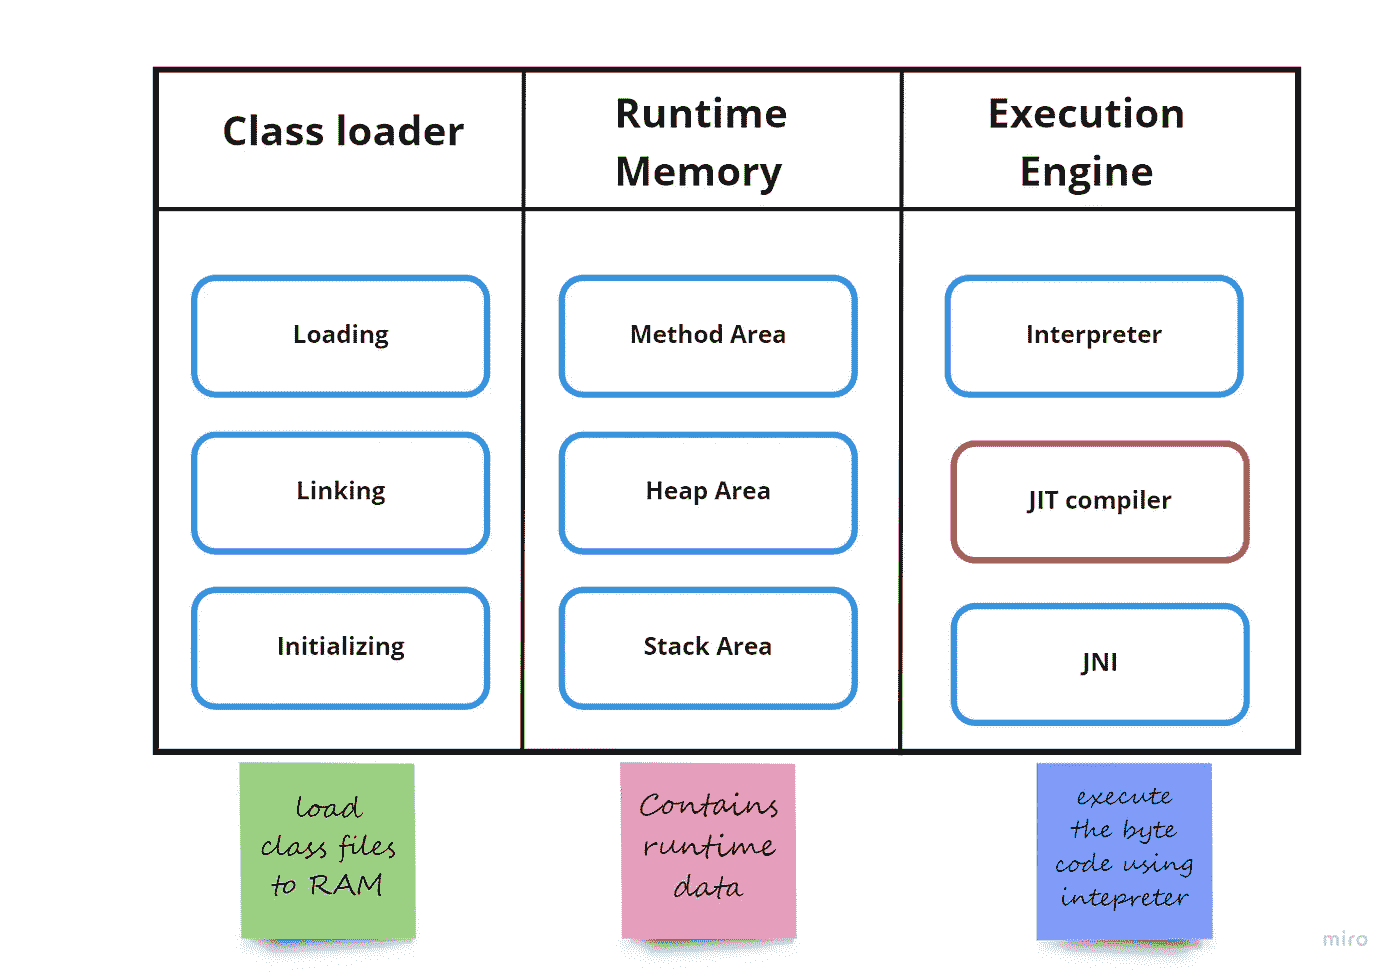 Class loader
Runtime
Memory
Execution
Engine
Loading
Method Area
Interpreter
Linking
Heap Area
JIT compiler
Initializing
Stack Area
JNI
load
class files
to RAM
Contains
runtime
data
execute
the byte
code using
intepreter
miro